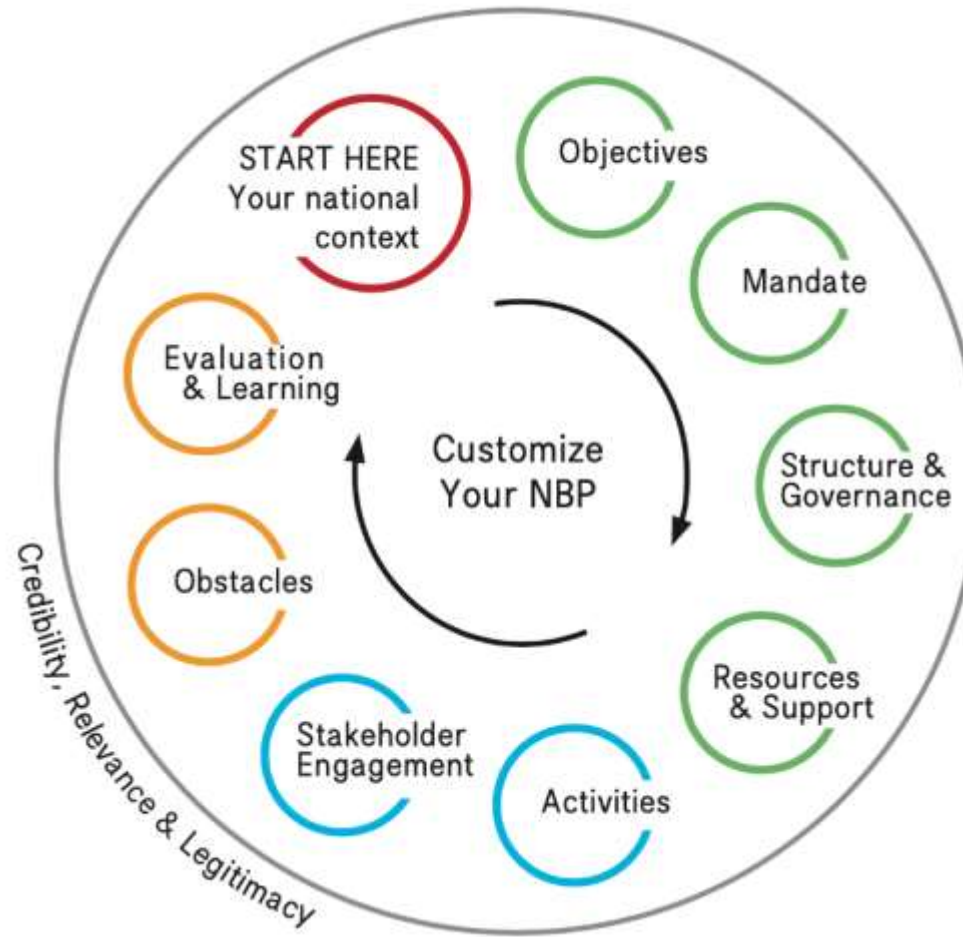 START HERE
Your national
context
Objectives
Mandate
Structure &
Governance
Resources
& Support
Activities
Stakeholder
Engagement
Obstacles
Evaluation
& Learning
Customize
Your NBP
Credibility, Relevance & Legitimacy